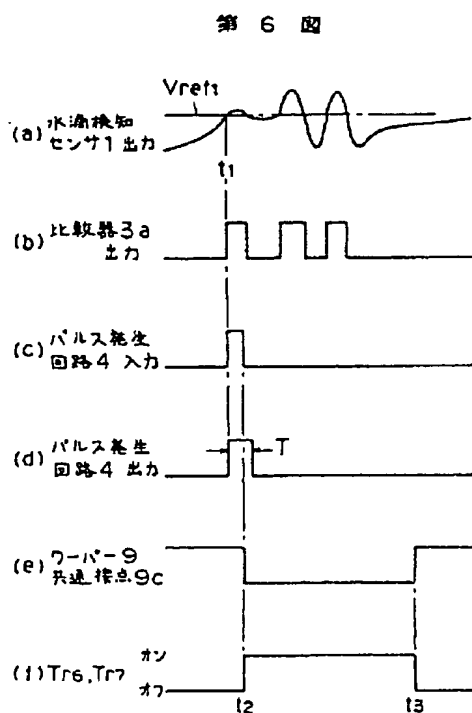 第 6 図
Vref1
(a) 水滴検知
センサ1 出力
t1
(b) 比較器3a
出力
(c) パルス発生
回路4 入力
(d) パルス発生
回路4 出力
T
(e) ワーパー9
共通接点9c
(f) Tr6, Tr7
オン
オフ
t2
t3